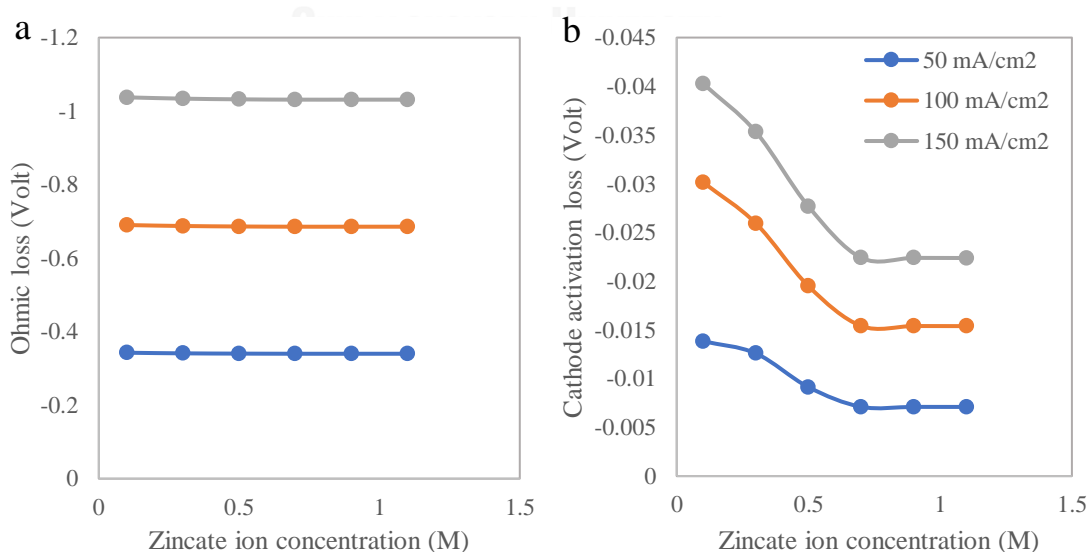 a
-1.2
-1
-0.8
-0.6
-0.4
-0.2
0
0
0.5
1
1.5
Ohmic loss (Volt)
Zincate ion concentration (M)
b
-0.045
-0.04
-0.035
-0.03
-0.025
-0.02
-0.015
-0.01
-0.005
0
0
0.5
1
1.5
Cathode activation loss (Volt)
Zincate ion concentration (M)
50 mA/cm2
100 mA/cm2
150 mA/cm2